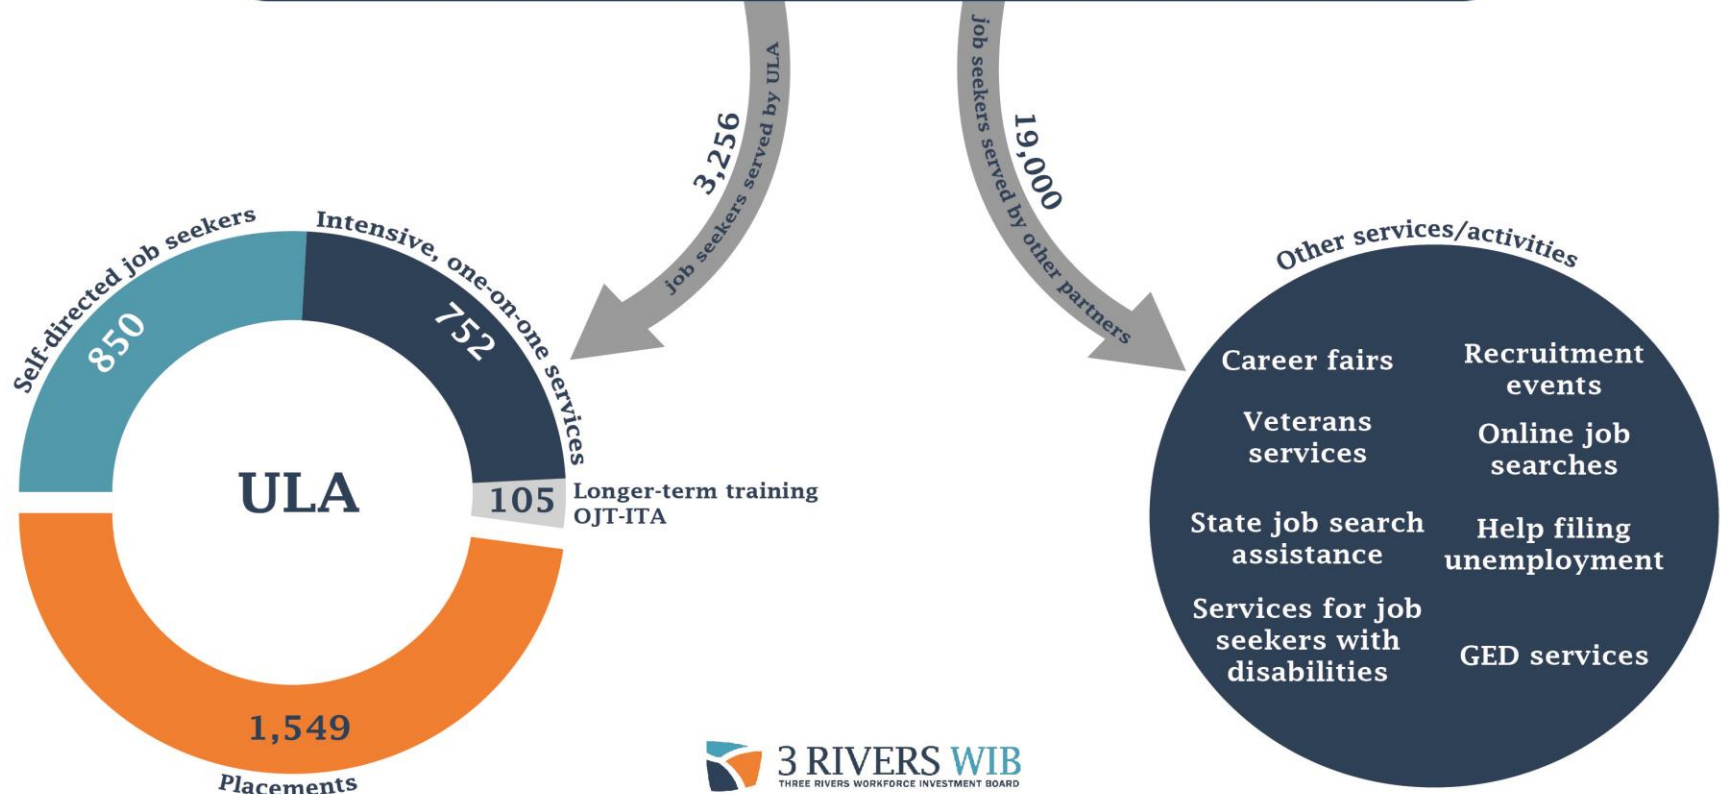 3,256
job seekers served by ULA
19,000
job seekers served by other partners
Self-directed job seekers
850
Intensive, one-on-one services
752
ULA
105
Longer-term training
OJT-ITA
1,549
Placements
Other services/activities
Career fairs
Recruitment
events
Veterans
services
Online job
searches
State job search
assistance
Help filing
unemployment
Services for job
seekers with
disabilities
GED services
3 RIVERS WIB
THREE RIVERS WORKFORCE INVESTMENT BOARD